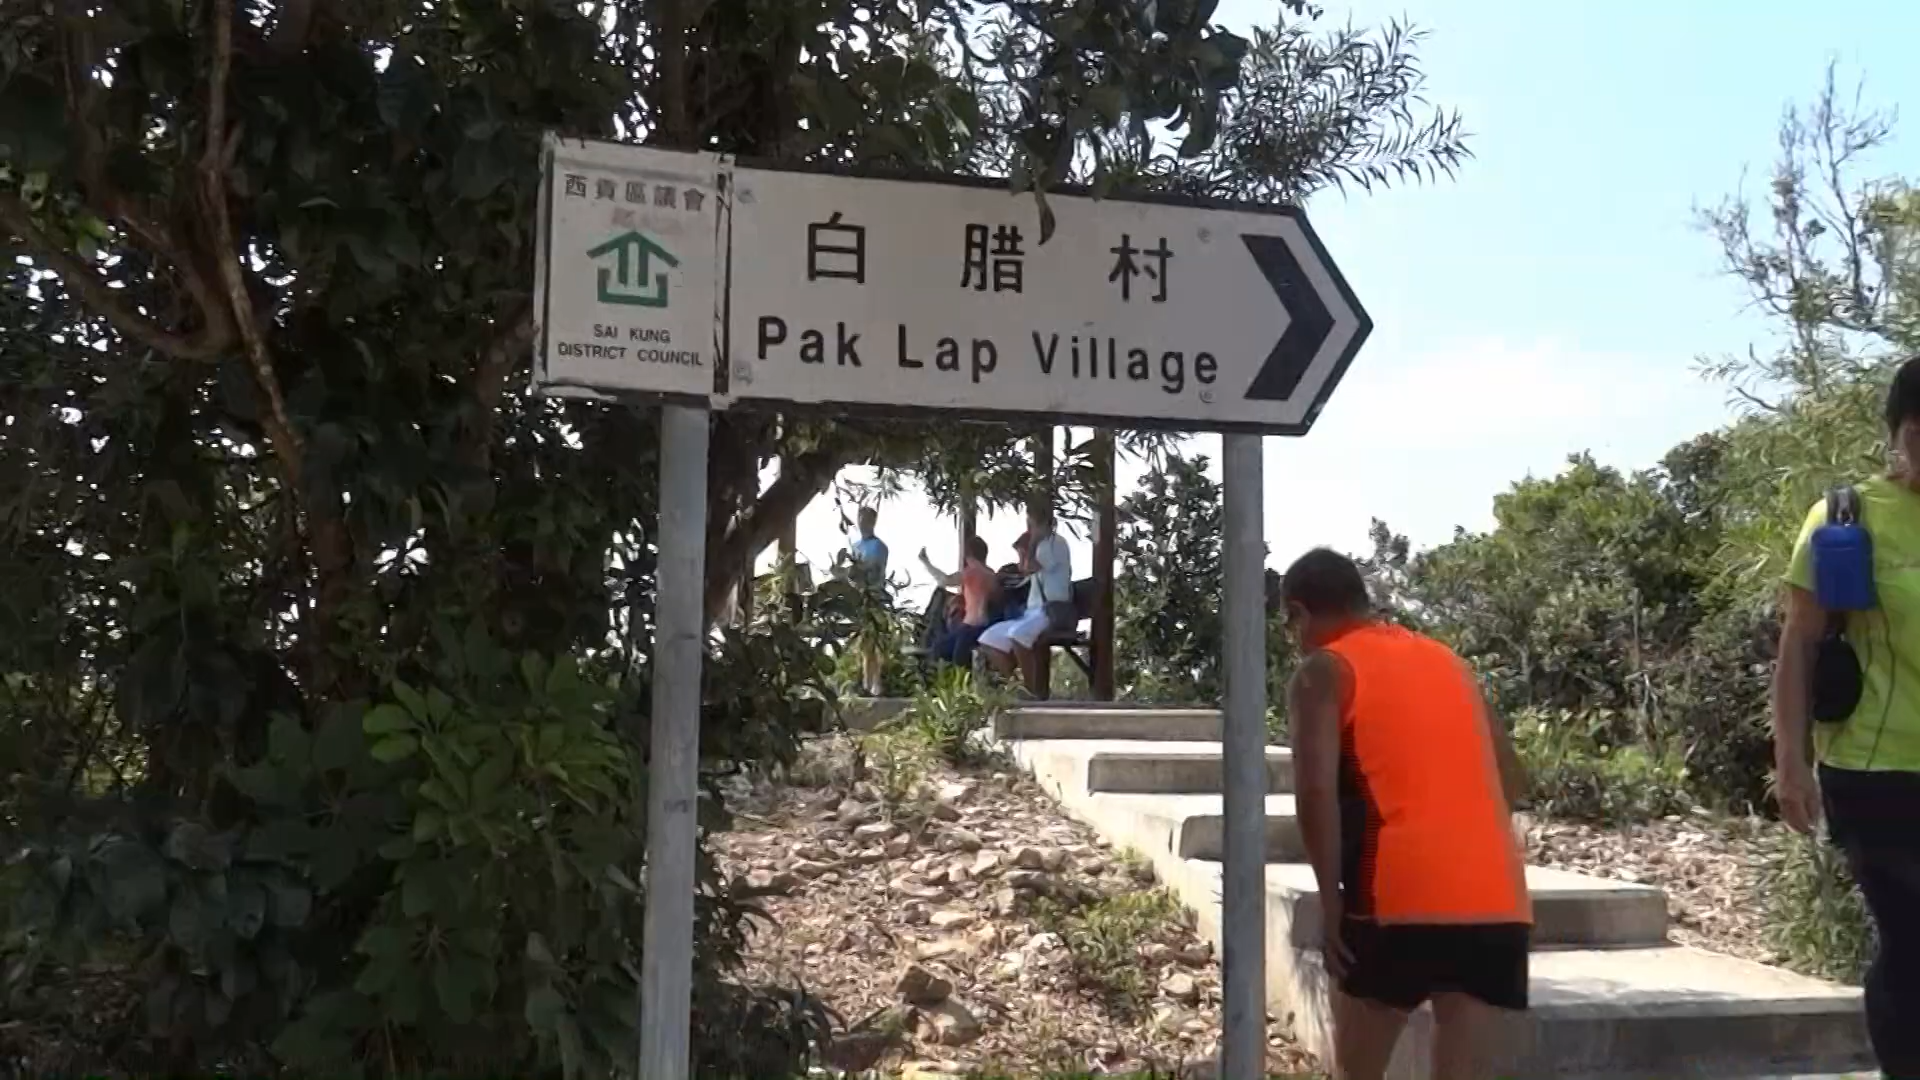 西貢區議會
SAI KUNG
DISTRICT COUNCIL
白腊村
Pak Lap Village